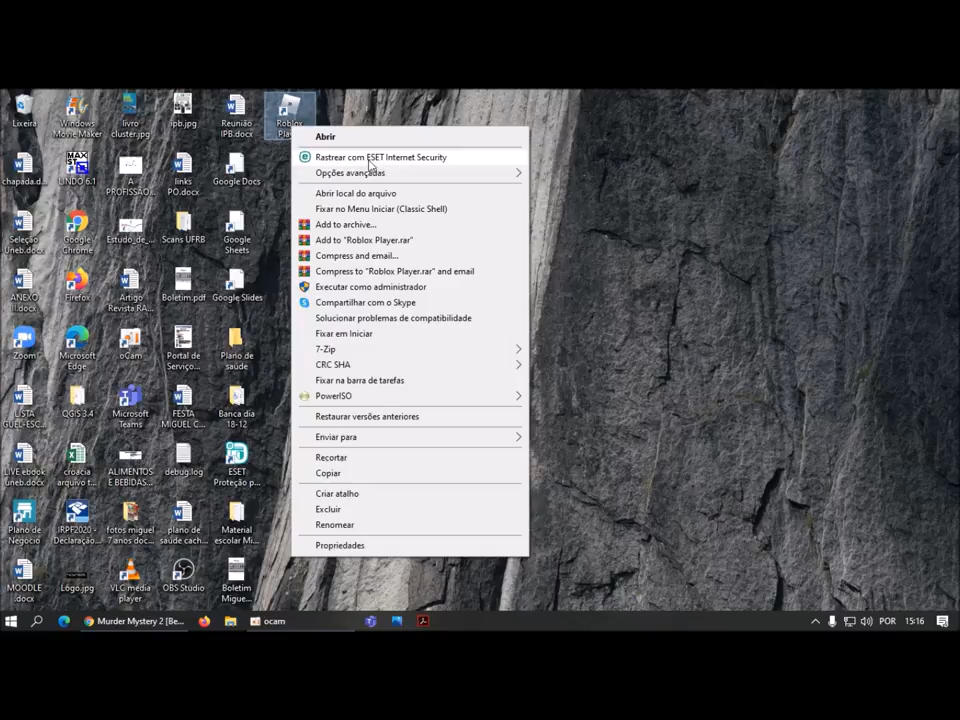 Lixeira
Windows
Movie Maker
livro
cluster.jpg
ipb.jpg
Reunião
IPB.docx
Roblox
chapada.d...
LINDO 6.1
A
PROFISSÃO...
links
PO.docx
Google Docs
Seleção
uneb.docx
Google
Chrome
Estudo_de_...
Scans UFRB
Google
Sheets
ANEXO
II.docx
Firefox
Artigo
Revista RA...
Boletim.pdf
Google Slides
Zoom
Microsoft
Edge
oCam
Portal de
Serviço...
Plano de
saúde
LISTA
GUEL-ESC...
QGIS 3.4
Microsoft
Teams
FESTA
MIGUEL C...
Banca dia
18-12
LIVE ebook
uneb.docx
croacia
arquivo t...
ALIMENTOS
E BEBIDAS...
debug.log
ESET
Proteção p...
Plano de
Negocio
IRPF2020 -
Declaração...
fotos miguel
7 anos doc...
plano de
saúde cach...
Material
escolar Mi...
MOODLE
.docx
Logo.jpg
VLC media
player
OBS Studio
Boletim
Migue...
Abrir
Rastrear com ESET Internet Security
Opções avançadas
Abrir local do arquivo
Fixar no Menu Iniciar (Classic Shell)
Add to archive...
Add to "Roblox Player.rar"
Compress and email...
Compress to "Roblox Player.rar" and email
Executar como administrador
Compartilhar com o Skype
Solucionar problemas de compatibilidade
Fixar em Iniciar
7-Zip
CRC SHA
Fixar na barra de tarefas
PowerISO
Restaurar versões anteriores
Enviar para
Recortar
Copiar
Criar atalho
Excluir
Renomear
Propriedades
Murder Mystery 2 [Be...
ocam
POR
15:16